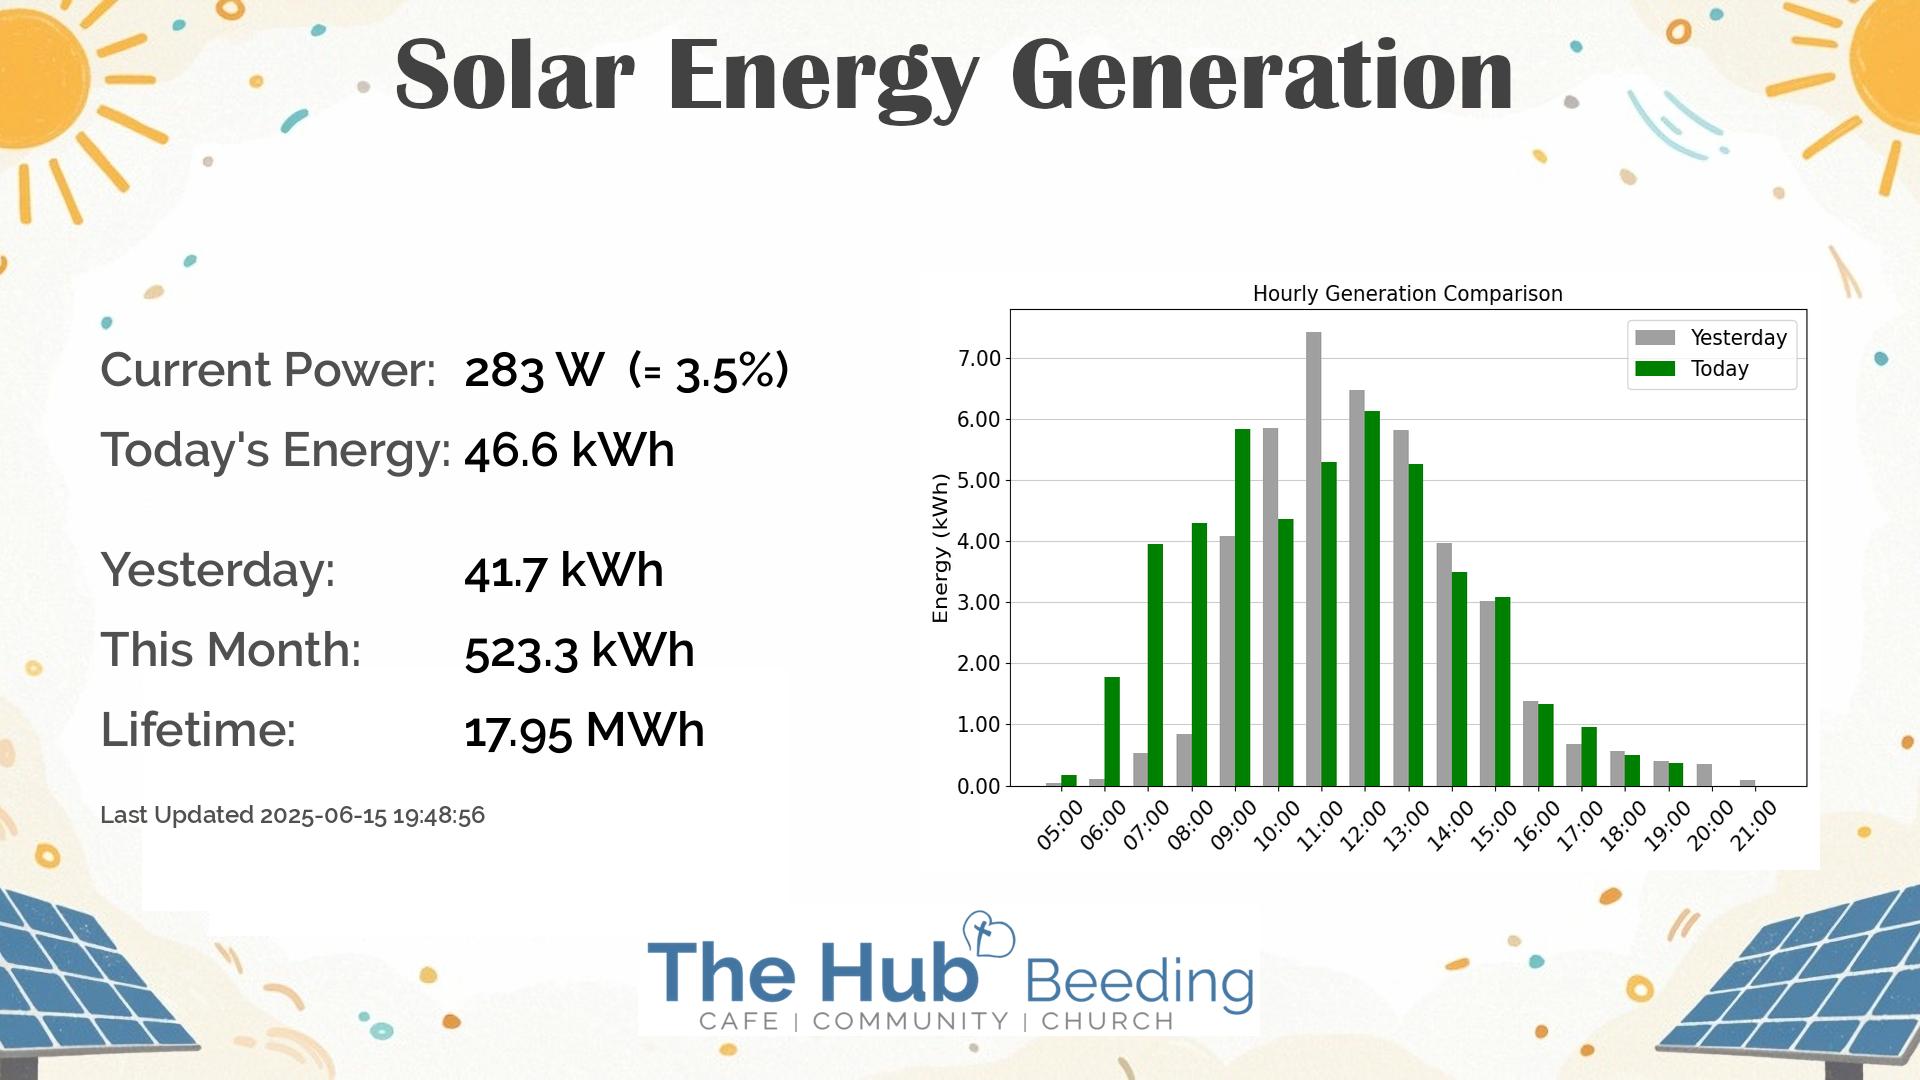 Solar Energy Generation
Current Power: 283 W (= 3.5%)
Today's Energy: 46.6 kWh
Yesterday: 41.7 kWh
This Month: 523.3 kWh
Lifetime: 17.95 MWh
Last Updated 2025-06-15 19:48:56
Hourly Generation Comparison
Yesterday
Today
Energy (kWh)
7.00
6.00
5.00
4.00
3.00
2.00
1.00
0.00
05:00 06:00 07:00 08:00 09:00 10:00 11:00 12:00 13:00 14:00 15:00 16:00 17:00 18:00 19:00 20:00 21:00
The Hub Beeding
CAFE | COMMUNITY | CHURCH